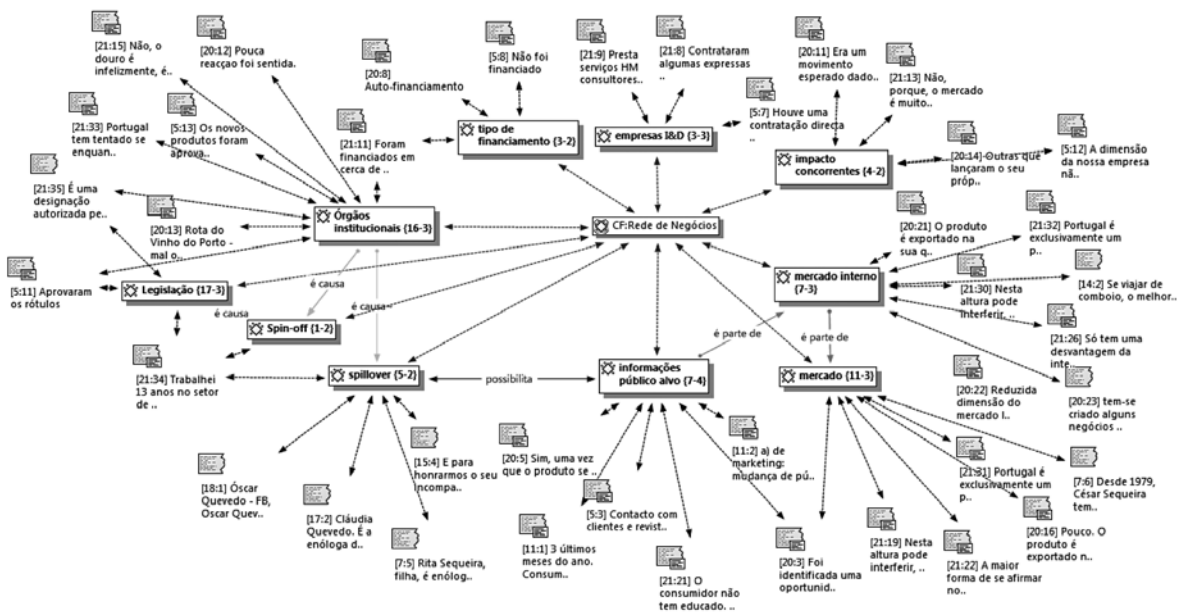 [21:15] Não, o
douro é
infelizmente, é..
[20:12] Pouca
reacçao foi sentida.
[20:8]
Auto-financiamento
[5:8] Não foi
financiado
[21:9] Presta
serviços HM
consultores..
[21:8] Contrataram
algumas expressas
..
[20:11] Era um
movimento
esperado dado..
[21:13] Não,
porque, o mercado
é muito..
[21:33] Portugal
tem tentado se
enquan..
[5:13] Os novos
produtos foram
aprova..
[21:11] Foram
financiados em
cerca de ..
tipo de
financiamento {3-2}
empresas I&D {3-3}
[5:7] Houve uma
contratação directa
..
impacto
concorrentes {4-2}
[20:14] Outras que
lançaram o seu
próp..
[5:12] A dimensão
da nossa empresa
nã..
[21:35] É uma
designação
autorizada pe..
[20:13] Rota do
Vinho do Porto -
mal o..
Órgãos
institucionais {16-3}
CF:Rede de Negócios
[20:21] O produto
é exportado na
sua q..
[21:32] Portugal é
exclusivamente um
p..
[5:11] Aprovaram
os rótulos
Legislação {17-3}
é causa
é causa
é causa
mercado interno
{7-3}
[21:30] Nesta
altura pode
interferir, ..
[14:2] Se viajar de
comboio, o melhor..
Spin-off {1-2}
é parte de
é parte de
[21:26] Só tem uma
desvantagem da
inte..
[21:34] Trabalhei
13 anos no setor
de ..
spillover {5-2}
possibilita
informações
público alvo {7-4}
mercado {11-3}
[20:22] Reduzida
dimensão do
mercado I..
[20:23] tem-se
criado alguns
negócios ..
[18:1] Óscar
Quevedo - FB,
Oscar Quev..
[17:2] Cláudia
Quevedo. É a
enóloga d..
[15:4] E para
honrarmos o seu
incompa..
[7:5] Rita Sequeira,
filha, é enólog..
[20:5] Sim, uma vez
que o produto se ..
[11:1] 3 últimos
meses do ano.
Consum..
[5:3] Contacto com
clientes e revist..
[21:21] O
consumidor não
tem educado. ..
[11:2] a) de
marketing:
mudança de pú..
[20:3] Foi
identificada uma
oportunid..
[21:19] Nesta
altura pode
interferir, ..
[21:22] A maior
forma de se afirmar
no..
[21:31] Portugal é
exclusivamente um
p..
[20:16] Pouco. O
produto é
exportado n..
[7:6] Desde 1979,
César Sequeira
tem..